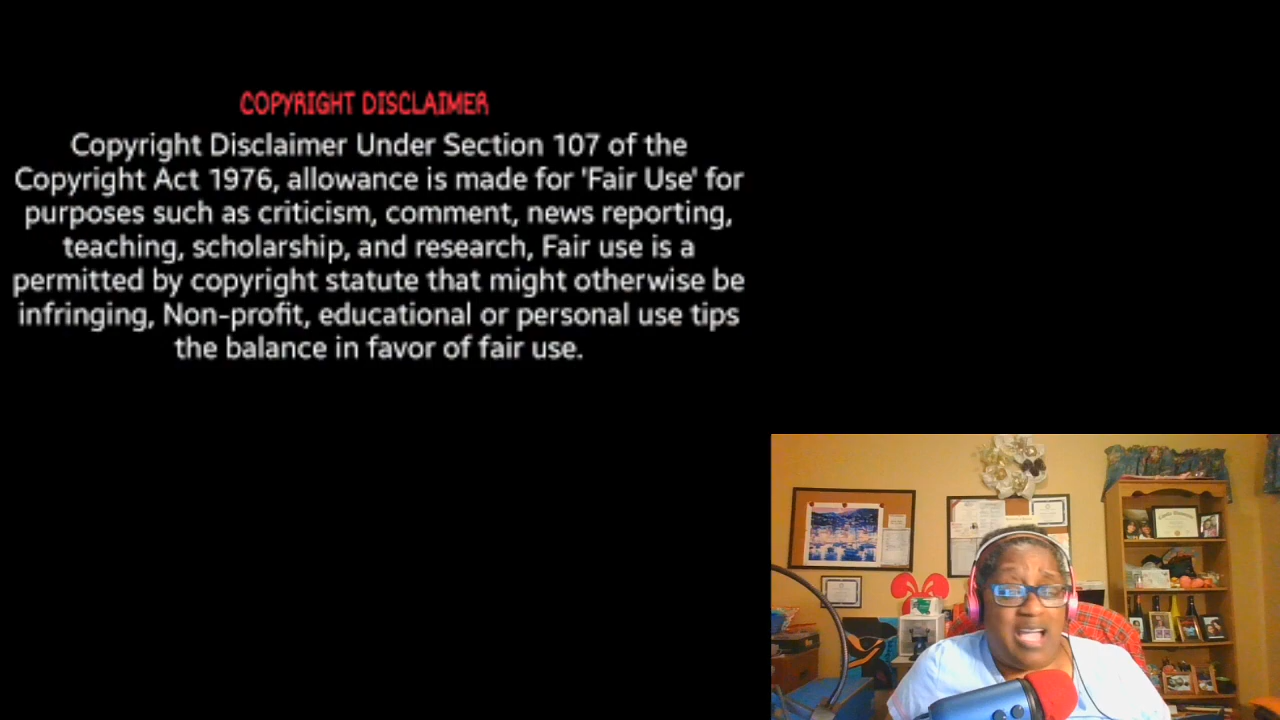 COPYRIGHT DISCLAIMER
Copyright Disclaimer Under Section 107 of the
Copyright Act 1976, allowance is made for 'Fair Use' for
purposes such as criticism, comment, news reporting,
teaching, scholarship, and research, Fair use is a
permitted by copyright statute that might otherwise be
infringing, Non-profit, educational or personal use tips
the balance in favor of fair use.